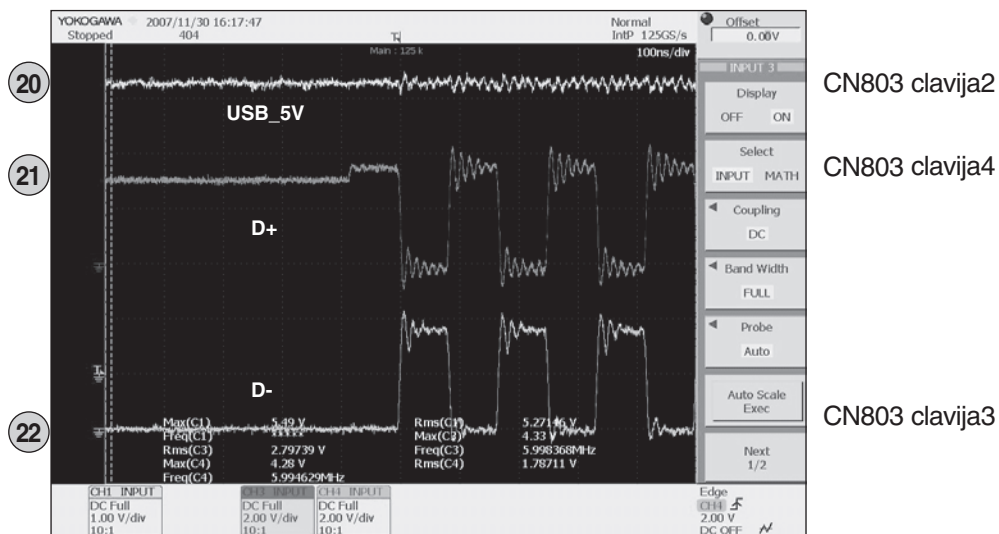 YOKOGAWA 2007/11/30 16:17:47
Stopped 404
Normal
IntP 125GS/s
Main : 125 k
100ns/div
Offset
0.00V
INPUT 3
Display
OFF ON
Select
INPUT MATH
Coupling
DC
Band Width
FULL
Probe
Auto
Auto Scale
Exec
Next
1/2
20
USB_5V
CN803 clavija2
21
D+
CN803 clavija4
22
D-
CN803 clavija3
Max(C1) 5.49 V
Freq(C1) *****
Rms(C3) 2.79739 V
Max(C4) 4.28 V
Freq(C4) 5.994629MHz
Rms(C1) 5.27146 V
Max(C3) 4.33 V
Freq(C3) 5.998368MHz
Rms(C4) 1.78711 V
CH1 INPUT
DC Full
1.00 V/div
10:1
CH3 INPUT
DC Full
2.00 V/div
10:1
CH4 INPUT
DC Full
2.00 V/div
10:1
Edge
CH4
2.00 V
DC OFF